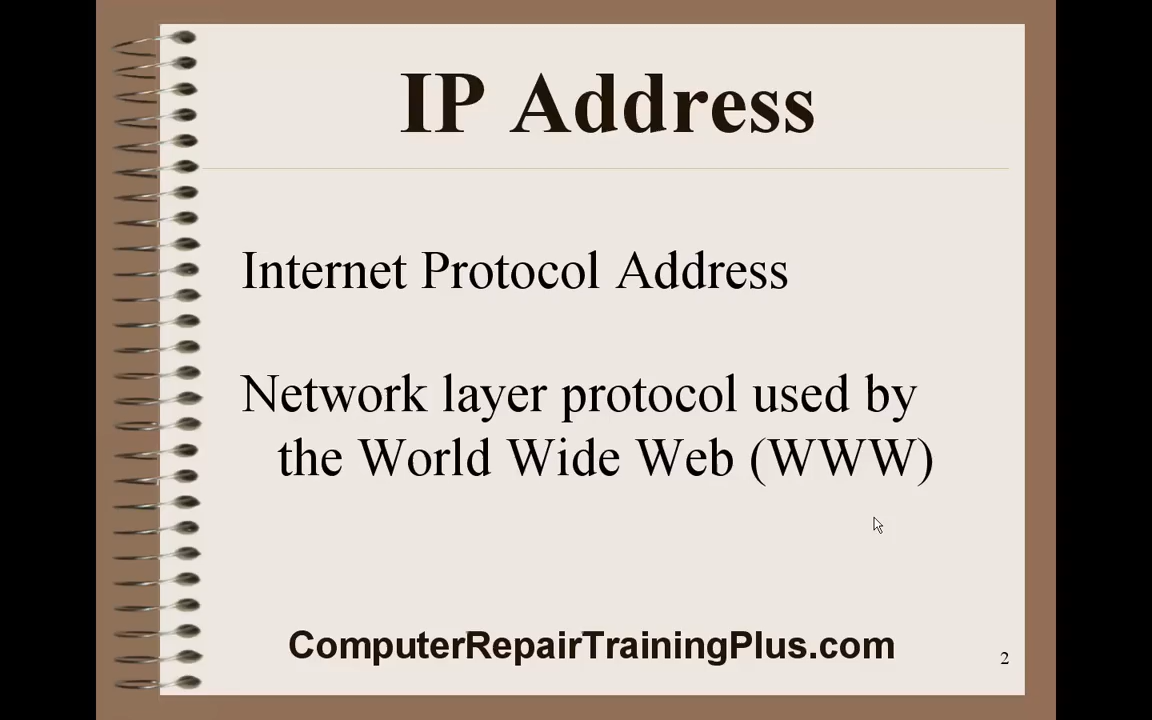 IP Address
Internet Protocol Address
Network layer protocol used by
the World Wide Web (WWW)
ComputerRepairTrainingPlus.com
2